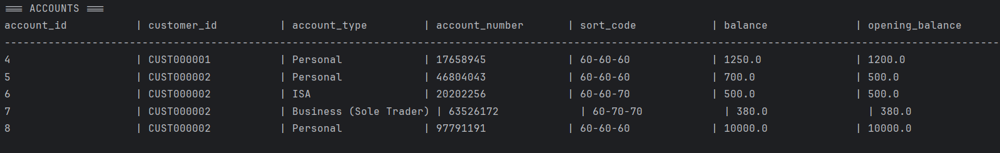 === ACCOUNTS ===
account_id | customer_id | account_type | account_number | sort_code | balance | opening_balance
------------------------------------------------------------------------------------------------------------------------------------------------------------------
4 | CUST000001 | Personal | 17658945 | 60-60-60 | 1250.0 | 1200.0
5 | CUST000002 | Personal | 46804043 | 60-60-60 | 700.0 | 500.0
6 | CUST000002 | ISA | 20202256 | 60-60-70 | 500.0 | 500.0
7 | CUST000002 | Business (Sole Trader) | 63526172 | 60-70-70 | 380.0 | 380.0
8 | CUST000002 | Personal | 97791191 | 60-60-60 | 10000.0 | 10000.0